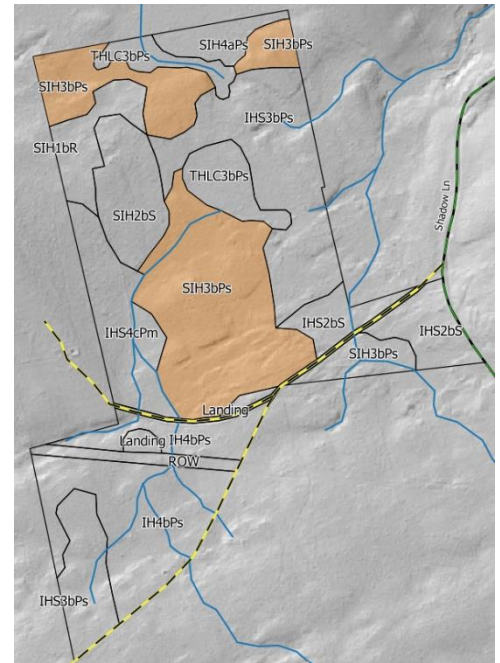 SIH4aPs
SIH3bPs
THLC3bPs
SIH3bPs
IHS3bPs
SIH1bR
THLC3bPs
SIH2bS
Shadow Ln
SIH3bPs
IHS2bS
IHS4cPm
IHS2bS
SIH3bPs
Landing
Landing IH4bPs
ROW
IH4bPs
IHS3bPs